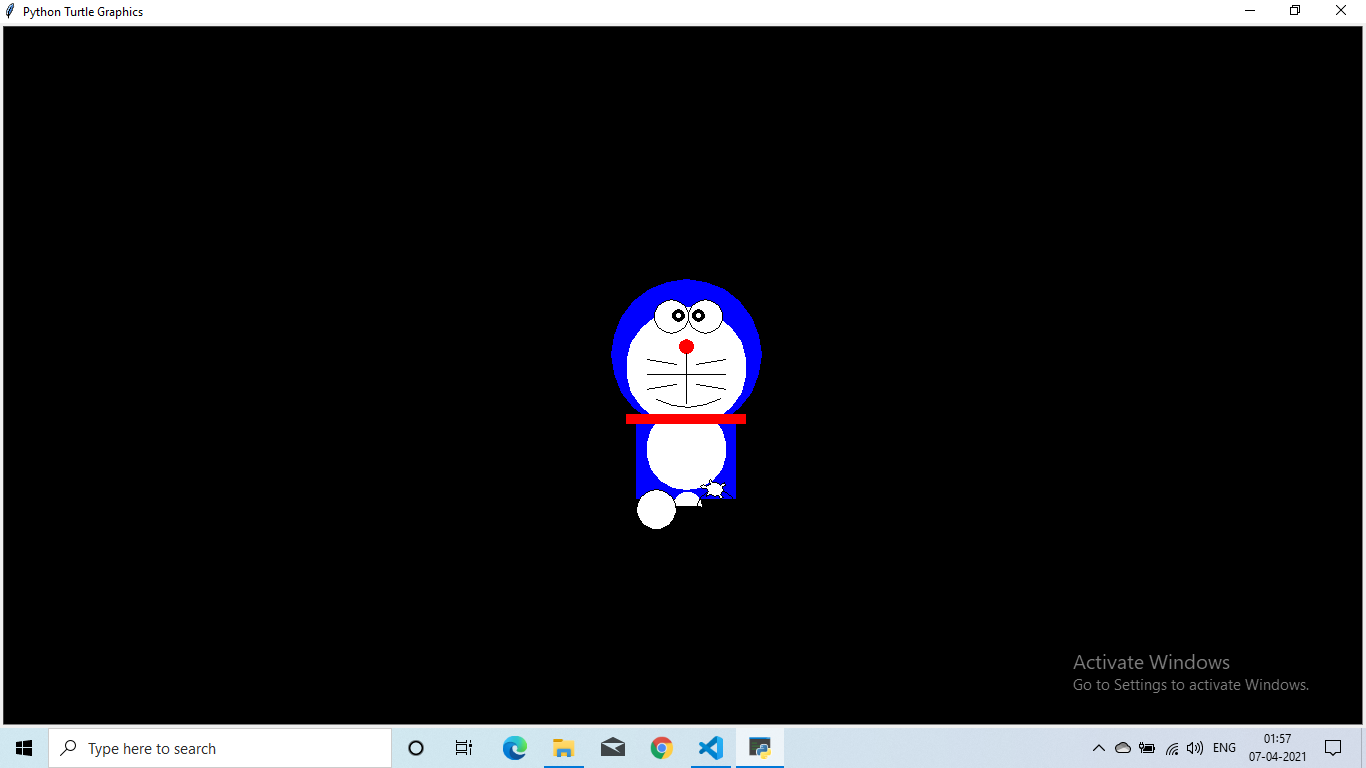 Python Turtle Graphics
Activate Windows
Go to Settings to activate Windows.
Type here to search
ENG
01:57
07-04-2021